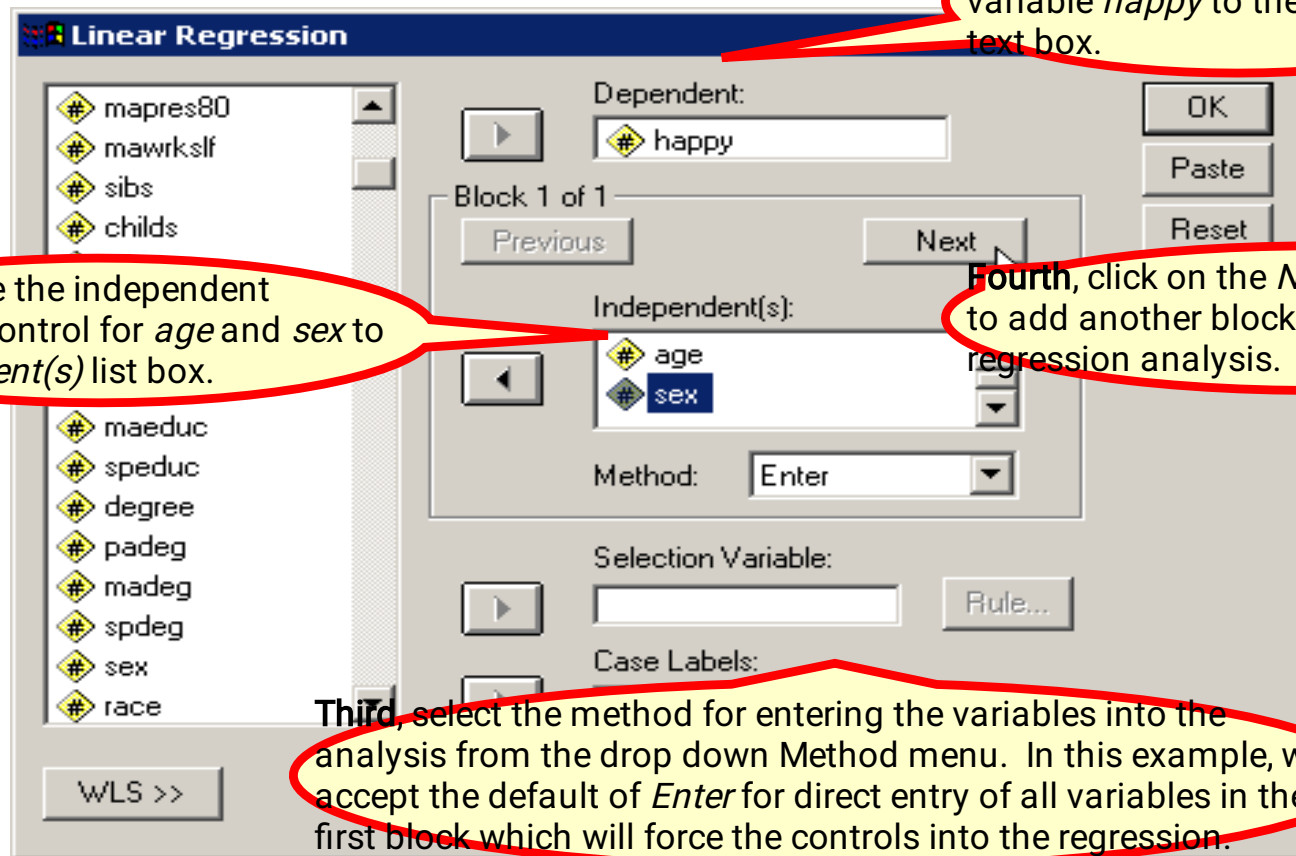 variable happy to the
text box.
Linear Regression
mapres80
mawrkslf
sibs
childs
Dependent:
happy
OK
Paste
Reset
Block 1 of 1
Previous
Next
e the independent
ontrol for age and sex to
ent(s) list box.
Independent(s):
age
sex
Fourth, click on the N
to add another block
regression analysis.
Method:
Enter
maeduc
speduc
degree
padeg
madeg
spdeg
sex
race
Selection Variable:
Rule...
Case Labels:
WLS >>
Third, select the method for entering the variables into the
analysis from the drop down Method menu. In this example, w
accept the default of Enter for direct entry of all variables in the
first block which will force the controls into the regression.